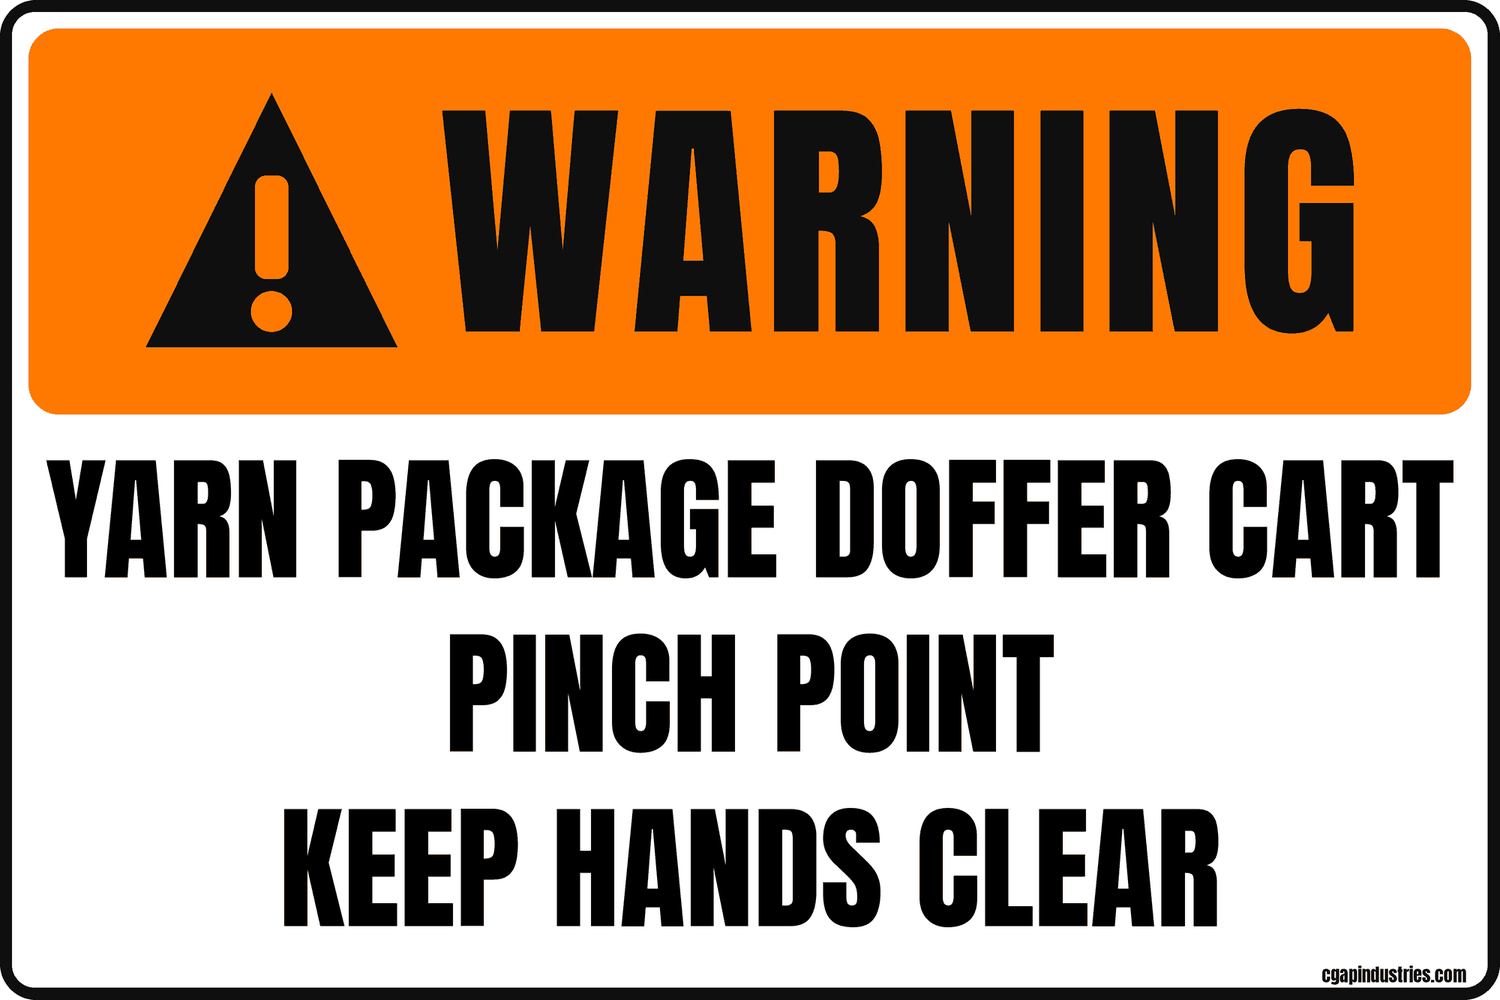 WARNING
YARN PACKAGE DOFFER CART
PINCH POINT
KEEP HANDS CLEAR
cgapindustries.com